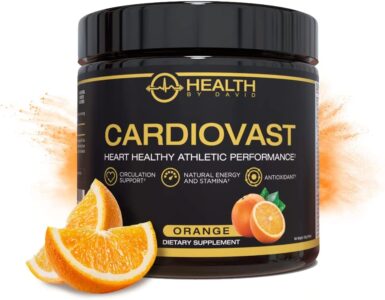 HEALTH
BY DAVID
CARDIOVAST
HEART HEALTHY ATHLETIC PERFORMANCE†
CIRCULATION
SUPPORT†
NATURAL ENERGY
AND STAMINA†
ANTIOXIDANT†
ORANGE
DIETARY SUPPLEMENT